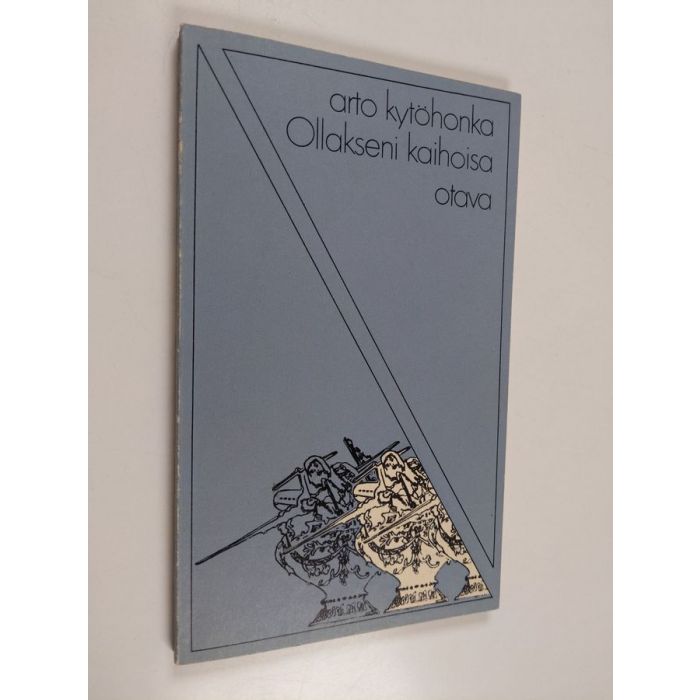 arto kytöhonka
Ollakseni kaihoisa
otava